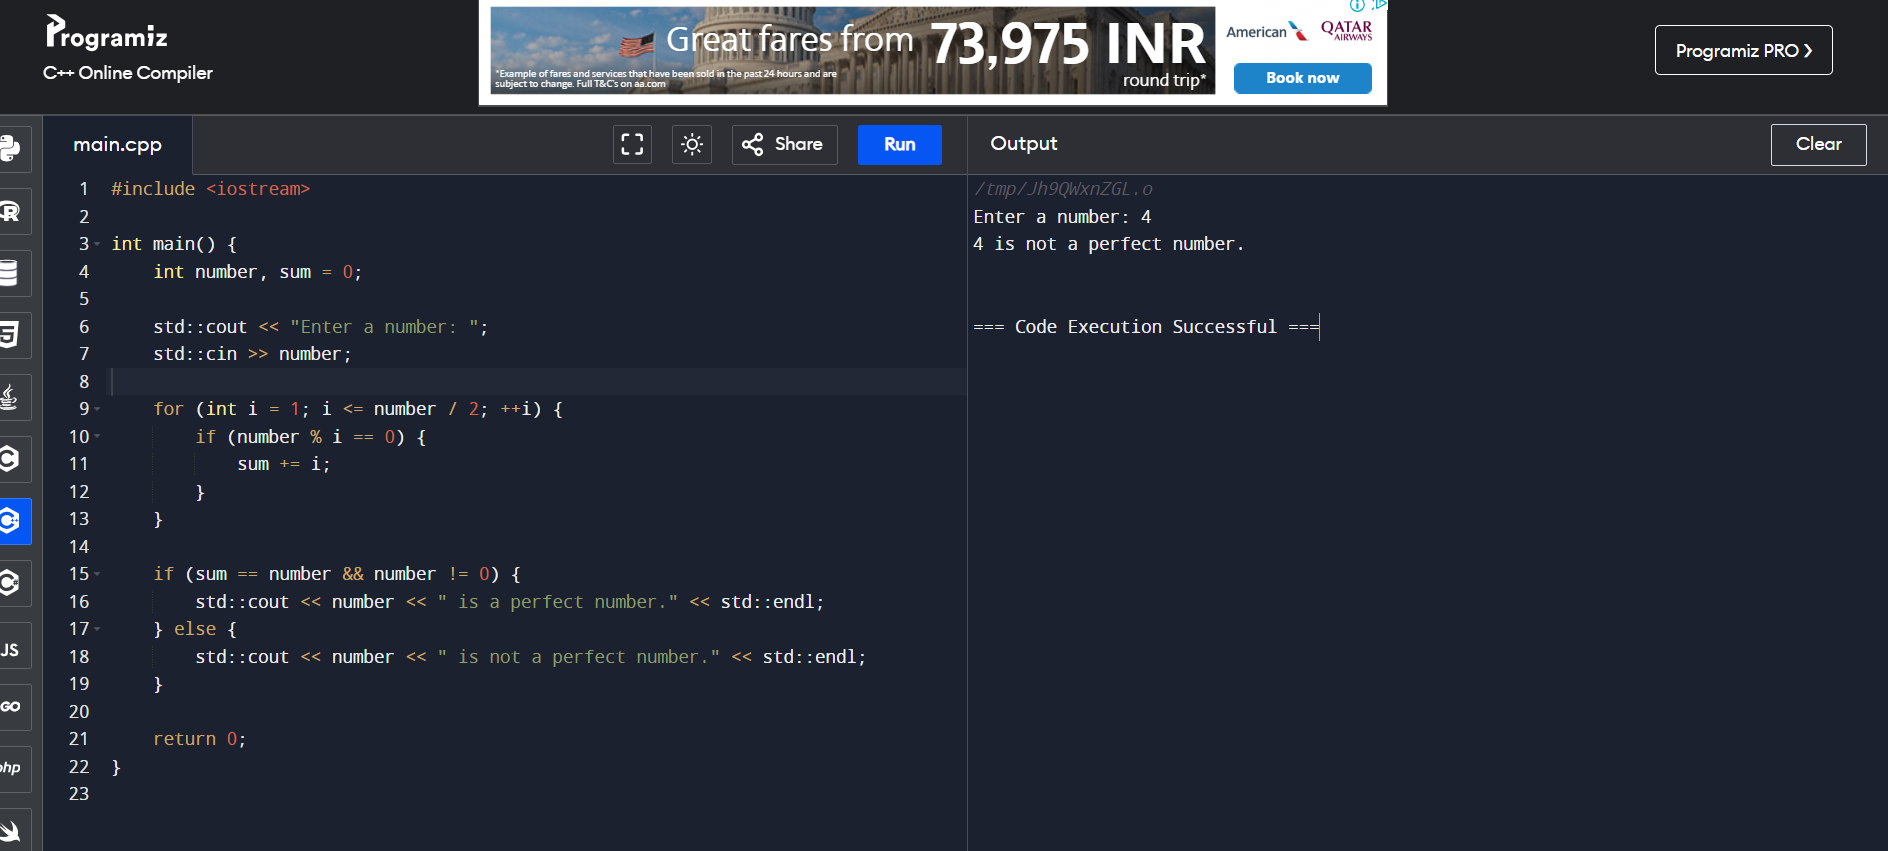 Programiz
C++ Online Compiler
Great fares from 73,975 INR
round trip*
*Example of fares and services that have been sold in the past 24 hours and are
subject to change. Full T&C's on aa.com
American
QATAR
AIRWAYS
Book now
Programiz PRO
main.cpp
Share
Run
Output
Clear
1 #include <iostream>
2
3 int main() {
4     int number, sum = 0;
5
6     std::cout << "Enter a number: ";
7     std::cin >> number;
8
9     for (int i = 1; i <= number / 2; ++i) {
10         if (number % i == 0) {
11             sum += i;
12         }
13     }
14
15     if (sum == number && number != 0) {
16         std::cout << number << " is a perfect number." << std::endl;
17     } else {
18         std::cout << number << " is not a perfect number." << std::endl;
19     }
20
21     return 0;
22 }
23
/tmp/Jh9QWxnZGL.o
Enter a number: 4
4 is not a perfect number.
=== Code Execution Successful ===
R
5
C
C++
C#
JS
GO
php